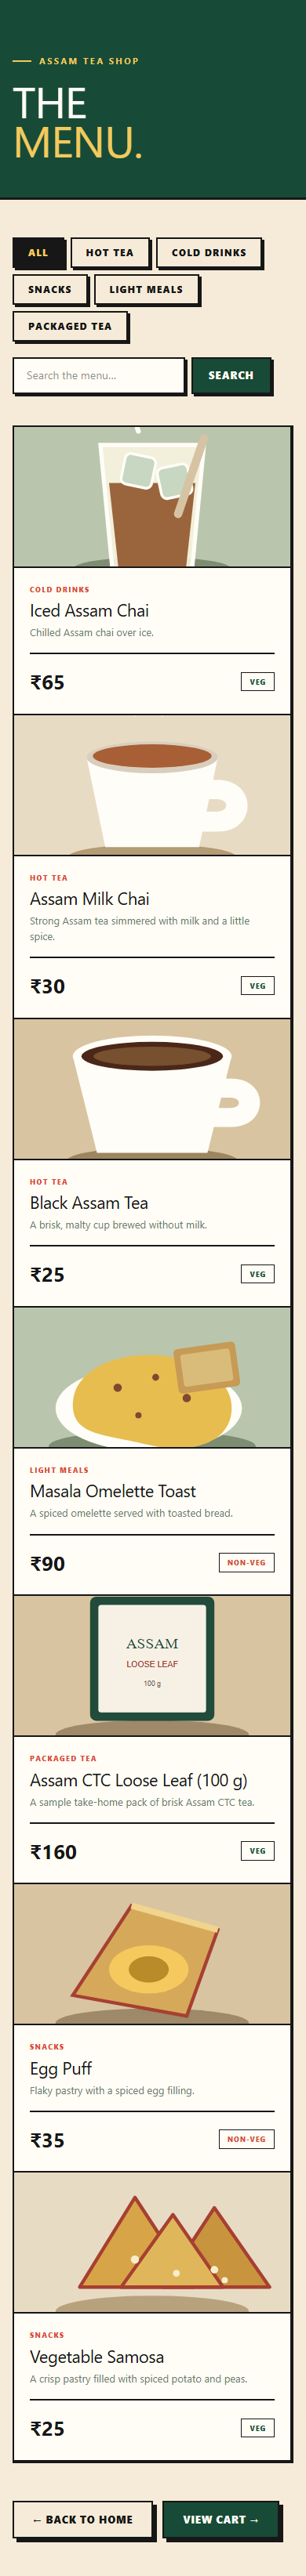 ASSAM TEA SHOP
THE
MENU.
ALL
HOT TEA
COLD DRINKS
SNACKS
LIGHT MEALS
PACKAGED TEA
Search the menu...
SEARCH
COLD DRINKS
Iced Assam Chai
Chilled Assam chai over ice.
₹65
VEG
HOT TEA
Assam Milk Chai
Strong Assam tea simmered with milk and a little
spice.
₹30
VEG
HOT TEA
Black Assam Tea
A brisk, malty cup brewed without milk.
₹25
VEG
LIGHT MEALS
Masala Omelette Toast
A spiced omelette served with toasted bread.
₹90
NON-VEG
ASSAM
LOOSE LEAF
100 g
PACKAGED TEA
Assam CTC Loose Leaf (100 g)
A sample take-home pack of brisk Assam CTC tea.
₹160
VEG
SNACKS
Egg Puff
Flaky pastry with a spiced egg filling.
₹35
NON-VEG
SNACKS
Vegetable Samosa
A crisp pastry filled with spiced potato and peas.
₹25
VEG
← BACK TO HOME
VIEW CART →